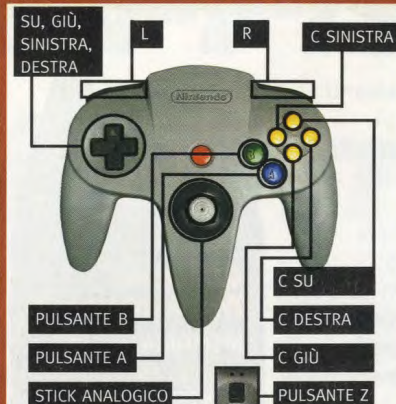 SU, GIÙ,
SINISTRA,
DESTRA
L
R
C SINISTRA
Nintendo
B
A
C SU
C DESTRA
C GIÙ
PULSANTE B
PULSANTE A
STICK ANALOGICO
PULSANTE Z